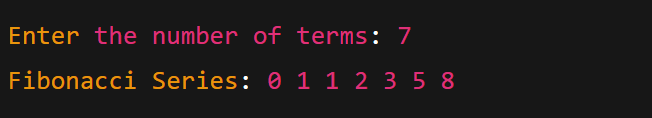 Enter the number of terms: 7
Fibonacci Series: 0 1 1 2 3 5 8